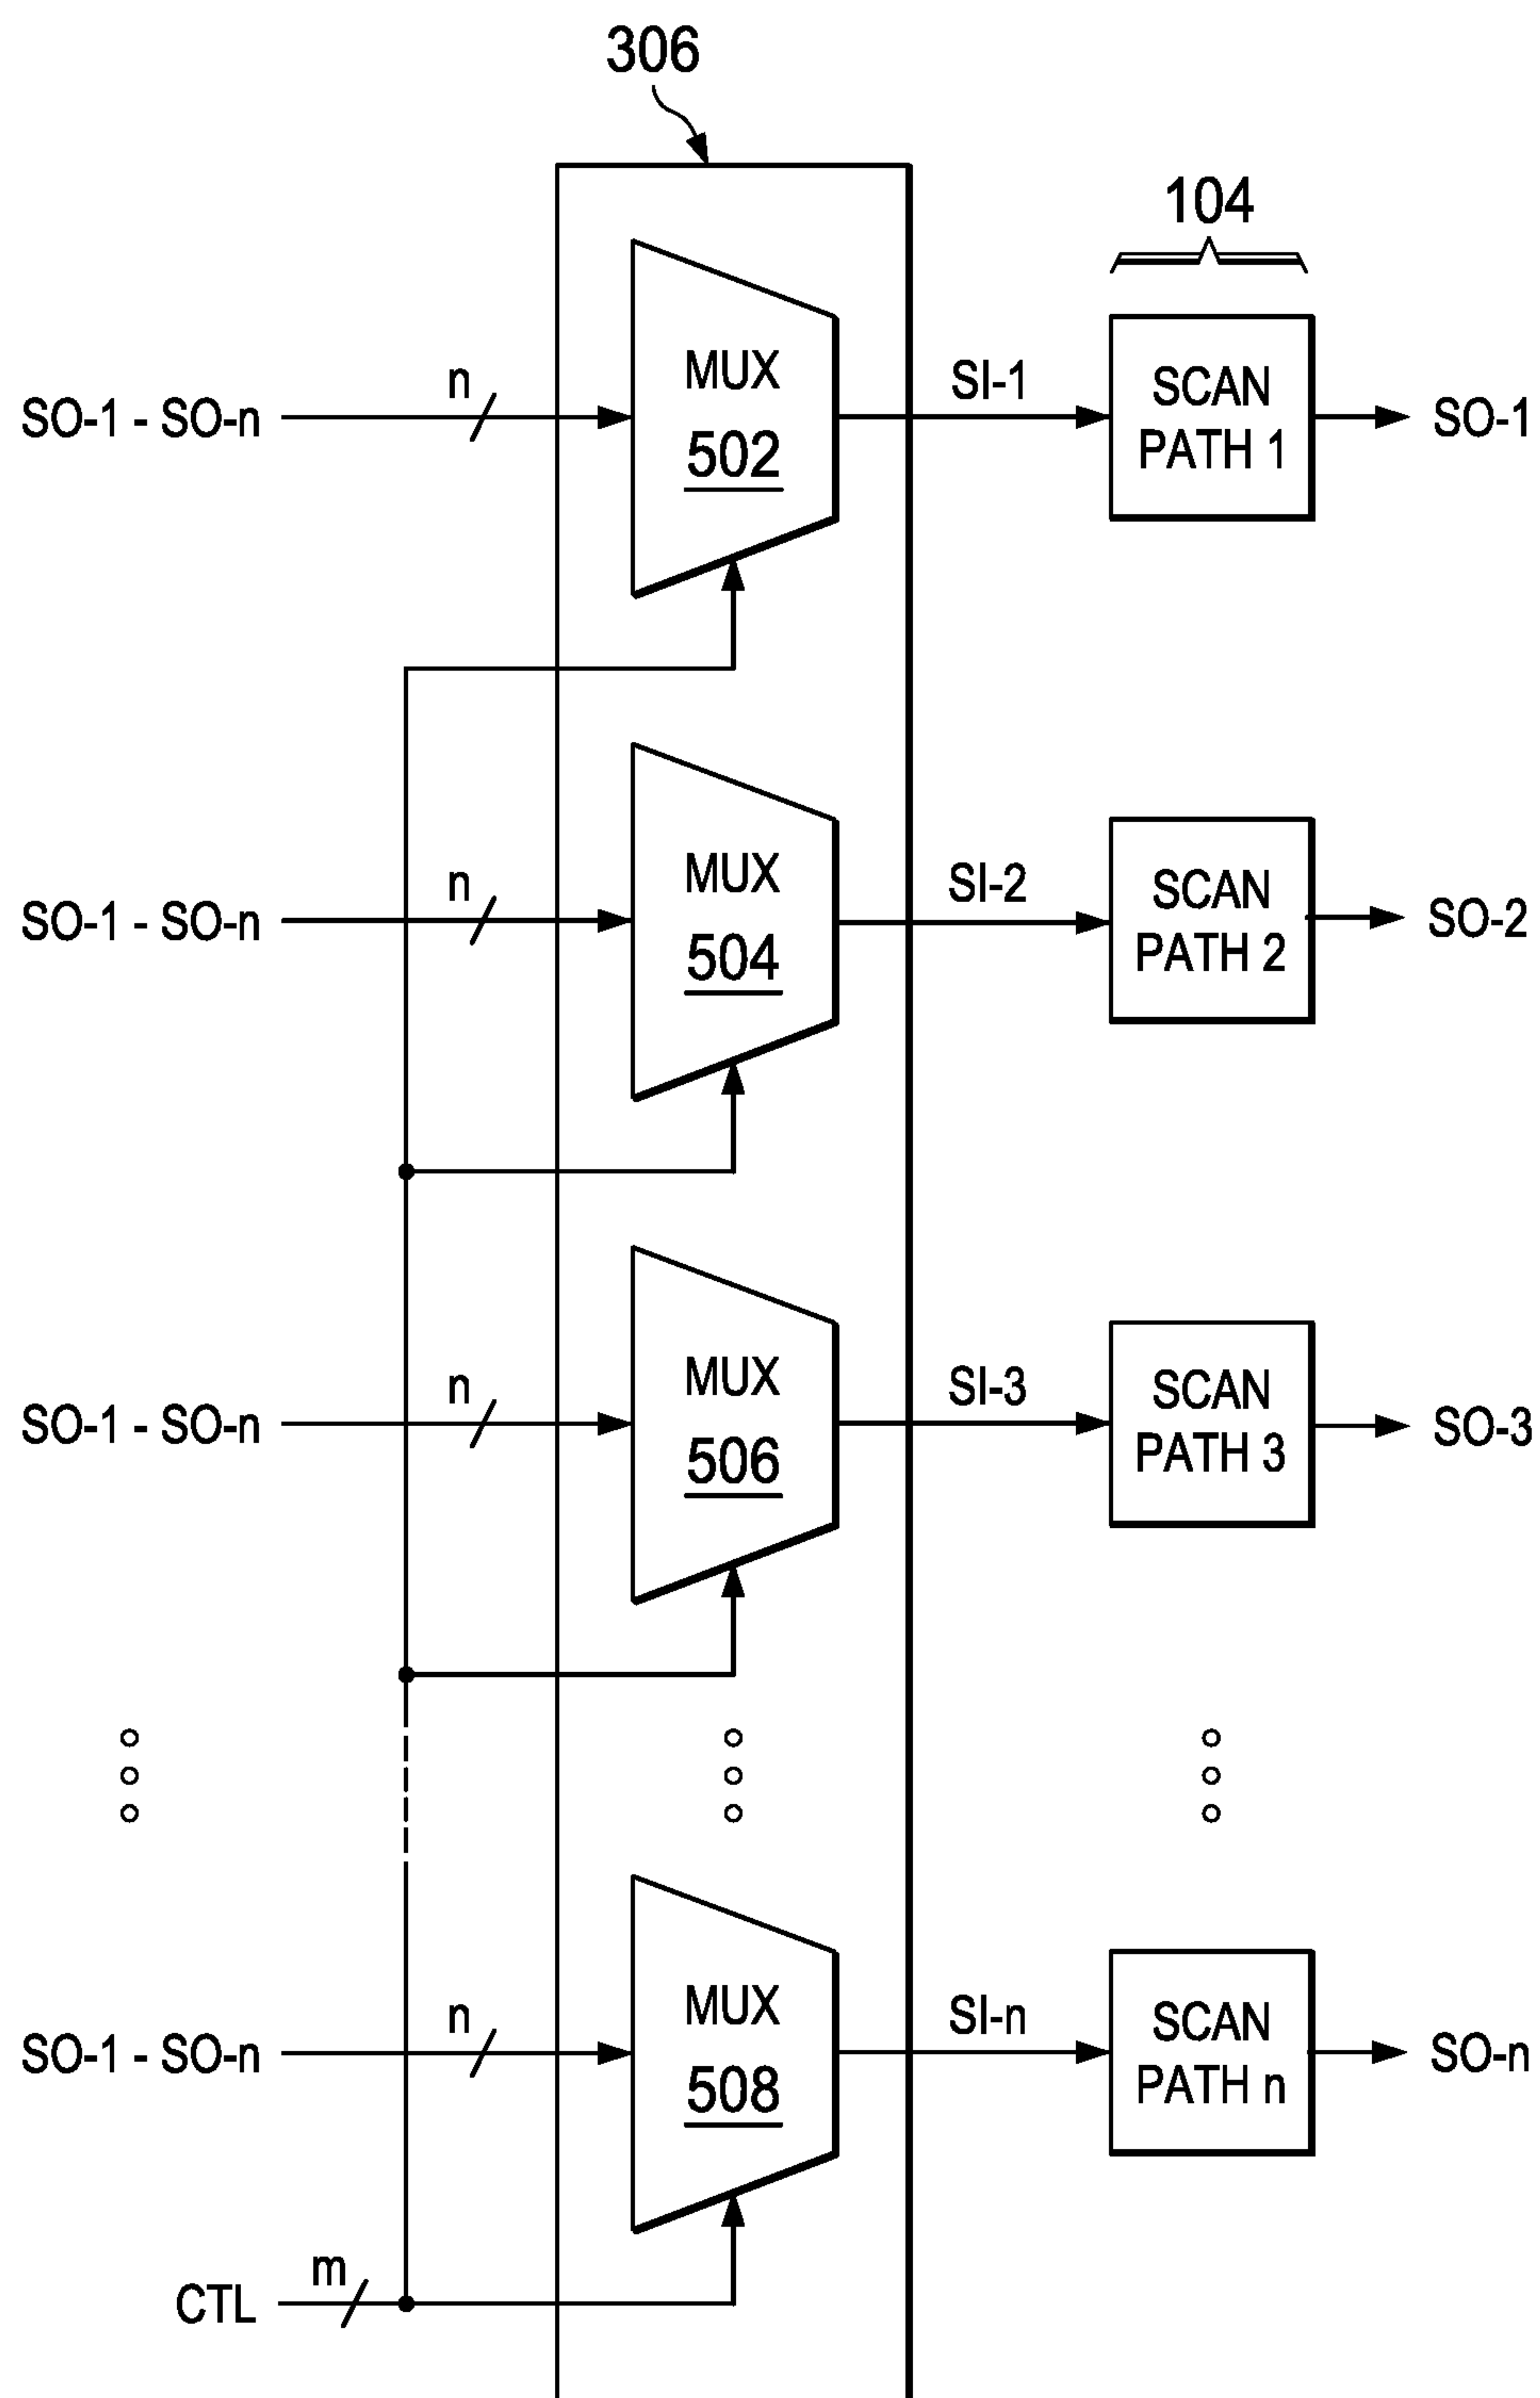 306
104
SO-1 - SO-n
n
MUX
502
SI-1
SCAN
PATH 1
SO-1
SO-1 - SO-n
n
MUX
504
SI-2
SCAN
PATH 2
SO-2
SO-1 - SO-n
n
MUX
506
SI-3
SCAN
PATH 3
SO-3
SO-1 - SO-n
n
MUX
508
SI-n
SCAN
PATH n
SO-n
CTL
m